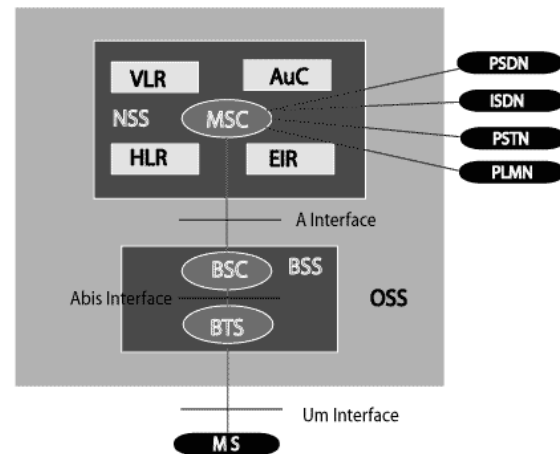 VLR
AuC
PSDN
ISDN
NSS
MSC
PSTN
HLR
EIR
PLMN
A Interface
BSC
BSS
Abis Interface
OSS
BTS
Um Interface
MS